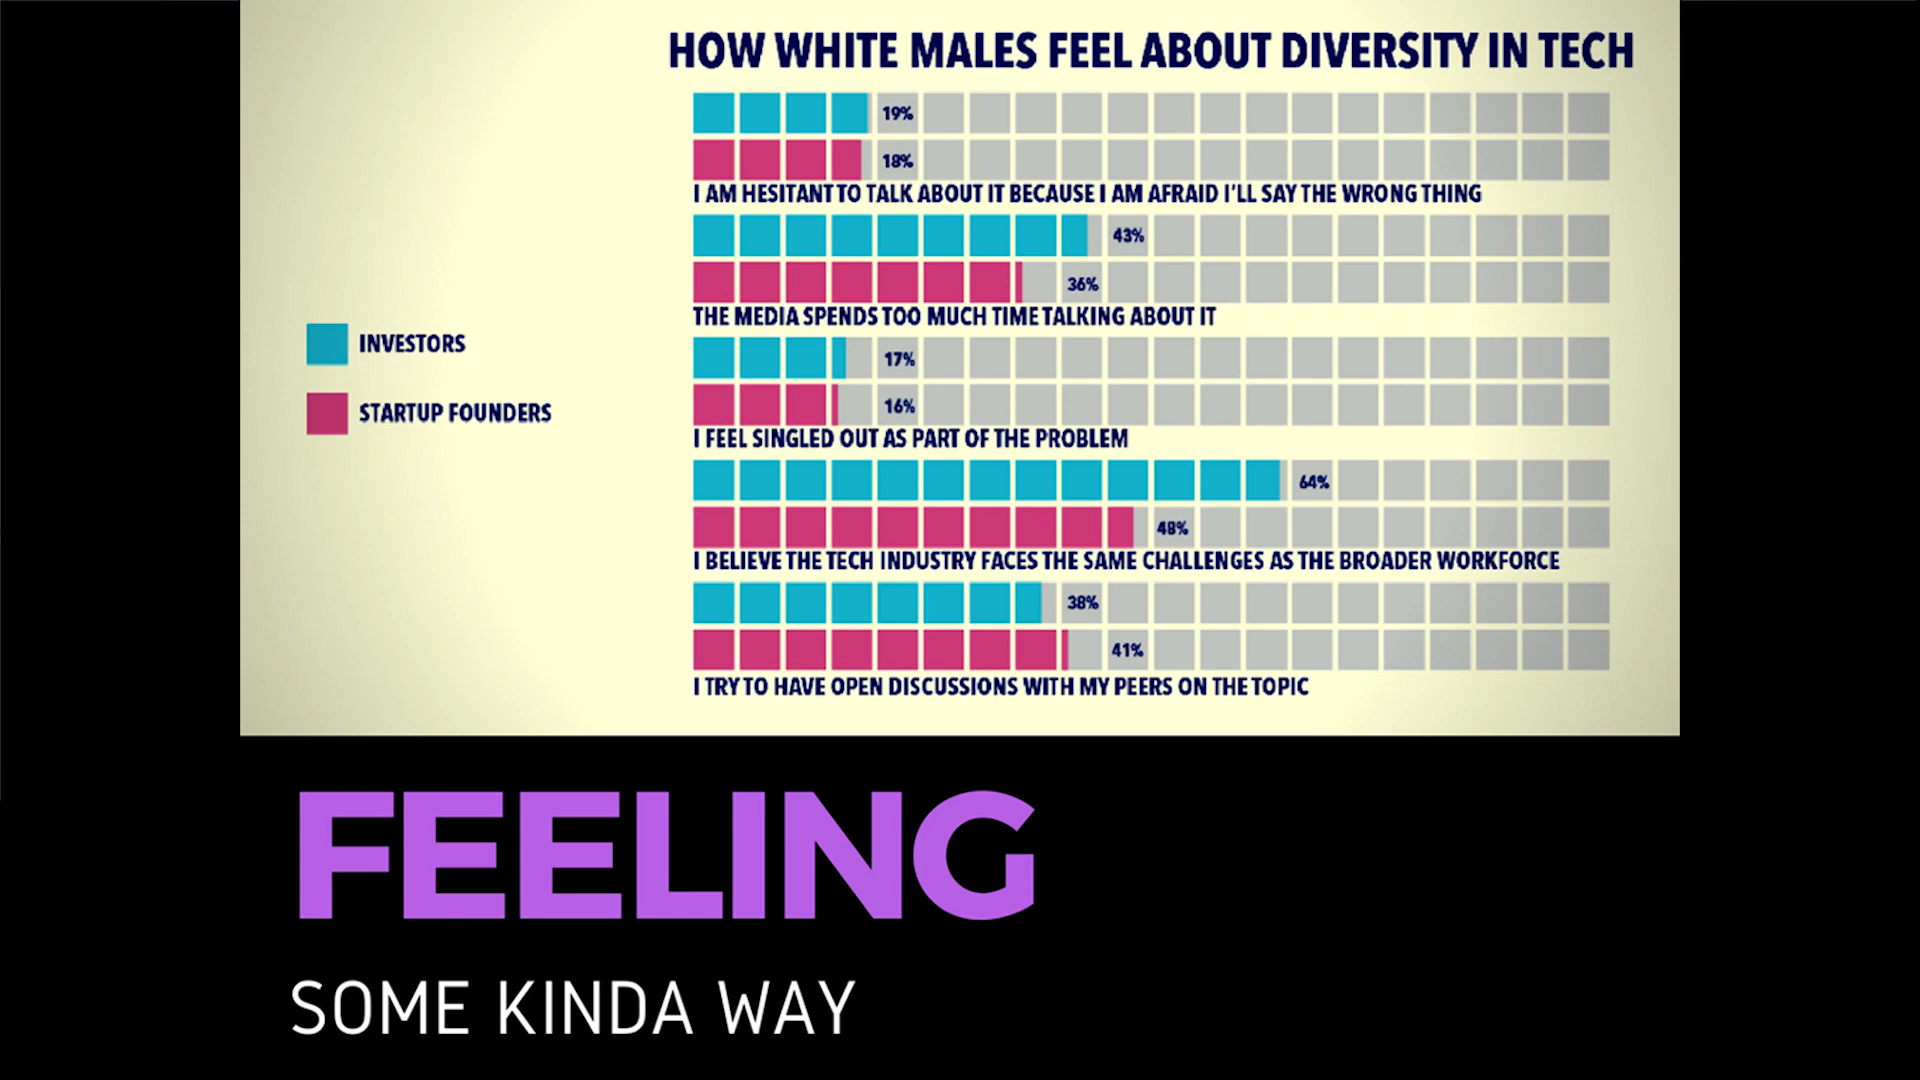 HOW WHITE MALES FEEL ABOUT DIVERSITY IN TECH
19%
18%
I AM HESITANT TO TALK ABOUT IT BECAUSE I AM AFRAID I'LL SAY THE WRONG THING
43%
36%
THE MEDIA SPENDS TOO MUCH TIME TALKING ABOUT IT
INVESTORS
STARTUP FOUNDERS
17%
16%
I FEEL SINGLED OUT AS PART OF THE PROBLEM
64%
48%
I BELIEVE THE TECH INDUSTRY FACES THE SAME CHALLENGES AS THE BROADER WORKFORCE
38%
41%
I TRY TO HAVE OPEN DISCUSSIONS WITH MY PEERS ON THE TOPIC
FEELING
SOME KINDA WAY